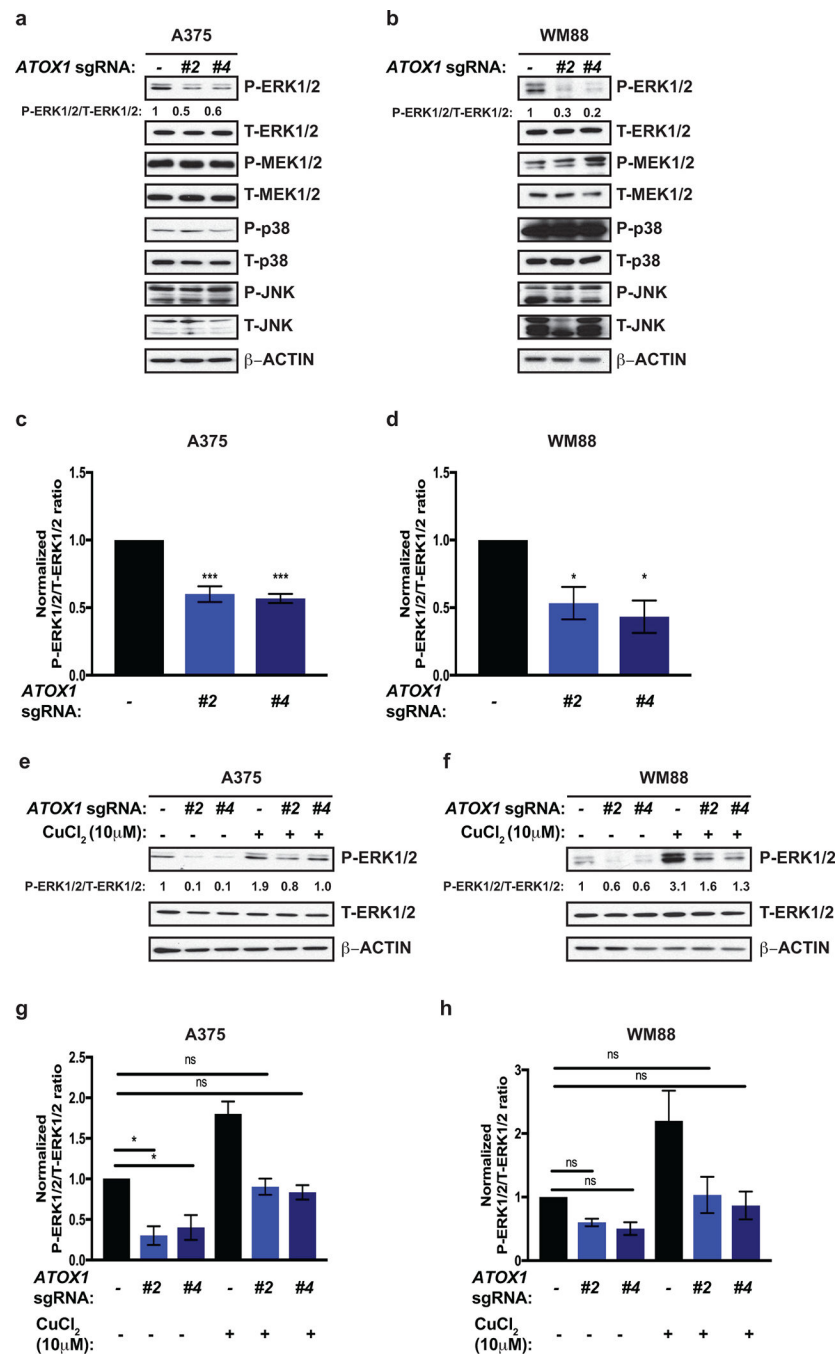 a
A375
ATOX1 sgRNA: - #2 #4
P-ERK1/2
P-ERK1/2/T-ERK1/2: 1 0.5 0.6
T-ERK1/2
P-MEK1/2
T-MEK1/2
P-p38
T-p38
P-JNK
T-JNK
β-ACTIN
b
WM88
ATOX1 sgRNA: - #2 #4
P-ERK1/2
P-ERK1/2/T-ERK1/2: 1 0.3 0.2
T-ERK1/2
P-MEK1/2
T-MEK1/2
P-p38
T-p38
P-JNK
T-JNK
β-ACTIN
c
A375
Normalized
P-ERK1/2/T-ERK1/2 ratio
1.5
1.0
0.5
0.0
*** ***
ATOX1
sgRNA: - #2 #4
d
WM88
Normalized
P-ERK1/2/T-ERK1/2 ratio
1.5
1.0
0.5
0.0
* *
ATOX1
sgRNA: - #2 #4
e
A375
ATOX1 sgRNA: - #2 #4 - #2 #4
CuCl2 (10μM): - - - + + +
P-ERK1/2
P-ERK1/2/T-ERK1/2: 1 0.1 0.1 1.9 0.8 1.0
T-ERK1/2
β-ACTIN
f
WM88
ATOX1 sgRNA: - #2 #4 - #2 #4
CuCl2 (10μM): - - - + + +
P-ERK1/2
P-ERK1/2/T-ERK1/2: 1 0.6 0.6 3.1 1.6 1.3
T-ERK1/2
β-ACTIN
g
A375
Normalized
P-ERK1/2/T-ERK1/2 ratio
2.5
2.0
1.5
1.0
0.5
0.0
ns
ns
*
*
ATOX1
sgRNA: - #2 #4 - #2 #4
CuCl2
(10μM): - - - + + +
h
WM88
Normalized
P-ERK1/2/T-ERK1/2 ratio
3
2
1
0
ns
ns
ns
ns
ATOX1
sgRNA: - #2 #4 - #2 #4
CuCl2
(10μM): - - - + + +